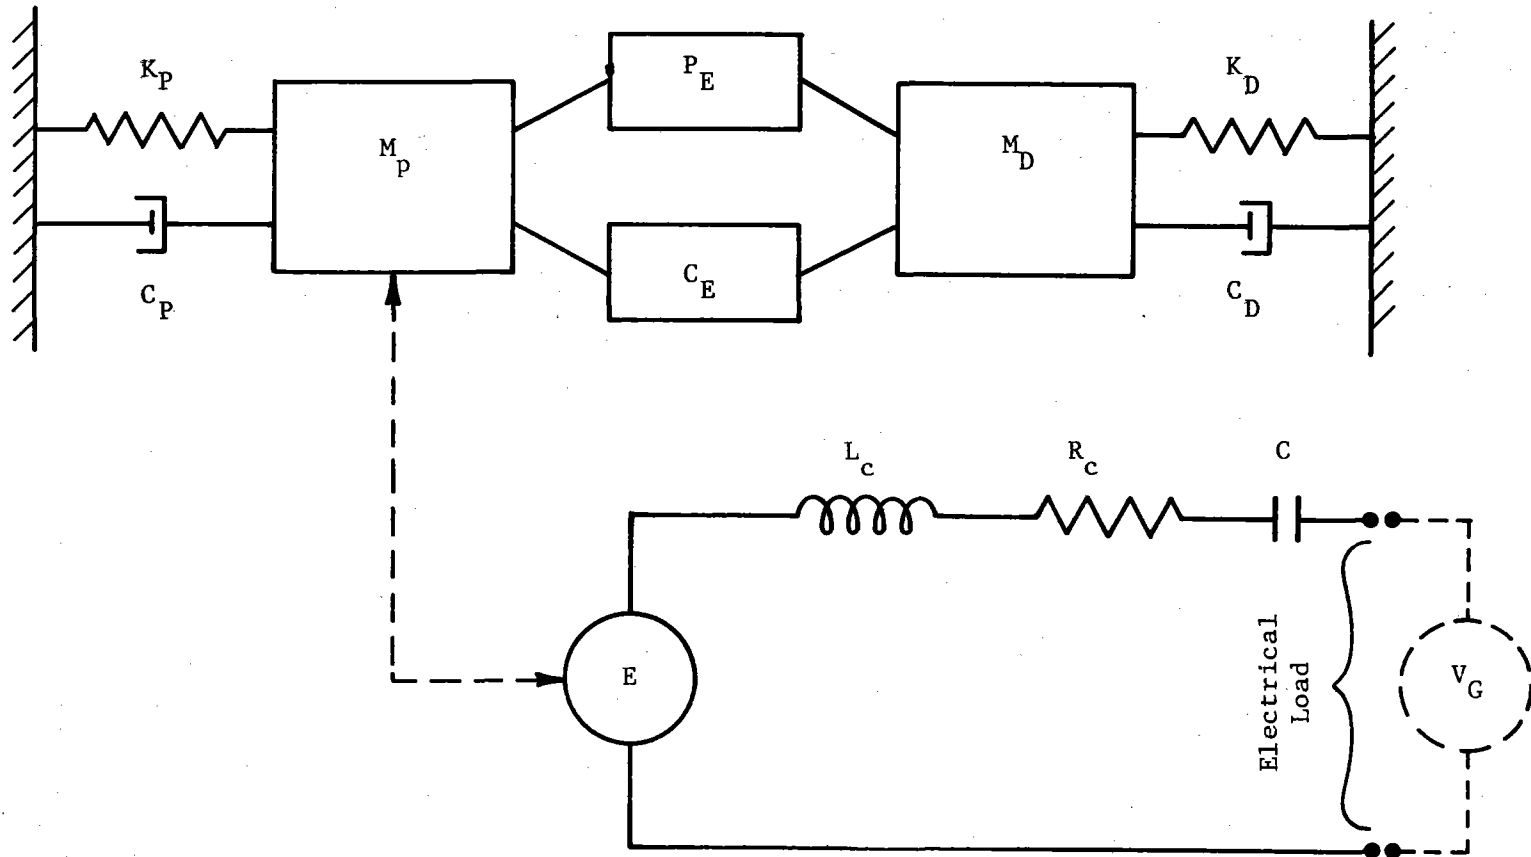 K_P
P_E
K_D
M_p
M_D
C_P
C_E
C_D
L_c
R_c
C
E
Electrical
Load
V_G